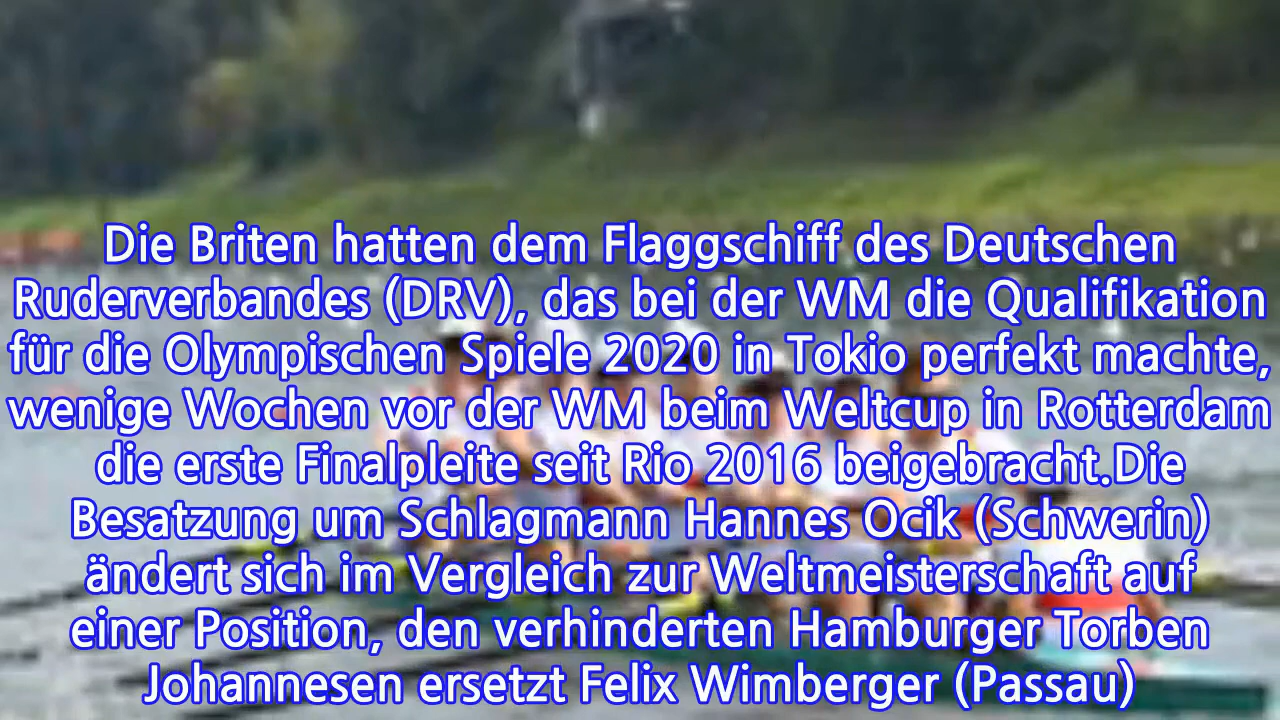 Die Briten hatten dem Flaggschiff des Deutschen
Ruderverbandes (DRV), das bei der WM die Qualifikation
für die Olympischen Spiele 2020 in Tokio perfekt machte,
wenige Wochen vor der WM beim Weltcup in Rotterdam
die erste Finalpleite seit Rio 2016 beigebracht.Die
Besatzung um Schlagmann Hannes Ocik (Schwerin)
ändert sich im Vergleich zur Weltmeisterschaft auf
einer Position, den verhinderten Hamburger Torben
Johannesen ersetzt Felix Wimberger (Passau)